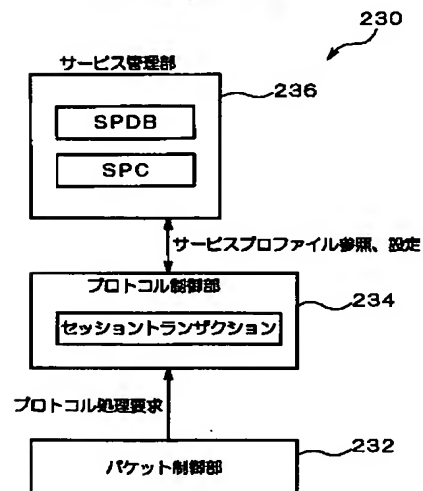 230
サービス管理部
236
SPDB
SPC
サービスプロファイル参照、設定
プロトコル制御部
234
セッショントランザクション
プロトコル処理要求
232
パケット制御部